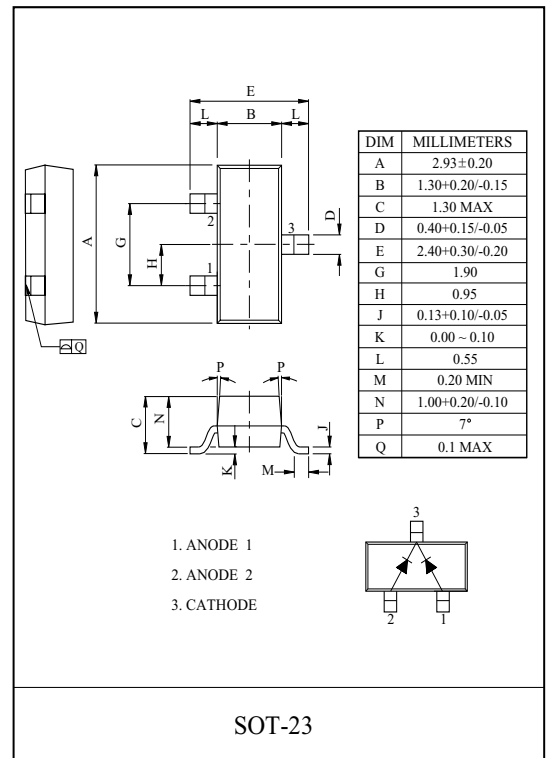 E
L B L
A
G
H
2
1
3
D
D Q
P P
C
N
K
M
J
DIM MILLIMETERS
A 2.93±0.20
B 1.30+0.20/-0.15
C 1.30 MAX
D 0.40+0.15/-0.05
E 2.40+0.30/-0.20
G 1.90
H 0.95
J 0.13+0.10/-0.05
K 0.00 ~ 0.10
L 0.55
M 0.20 MIN
N 1.00+0.20/-0.10
P 7°
Q 0.1 MAX
1. ANODE 1
2. ANODE 2
3. CATHODE
3
2 1
SOT-23